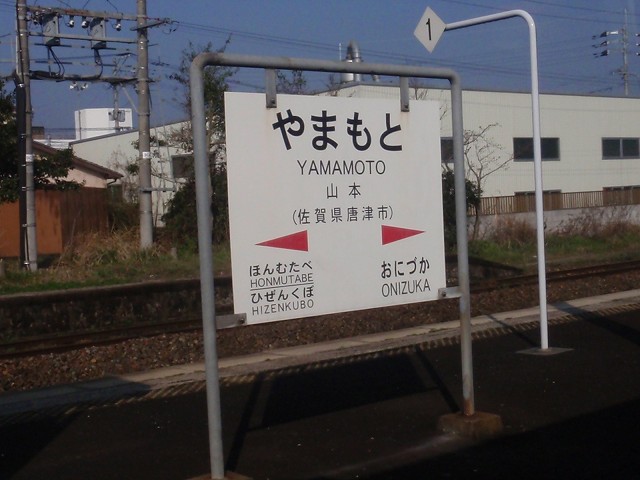 1
やまもと
YAMAMOTO
山本
(佐賀県唐津市)
ほんむたべ
HONMUTABE
ひぜんくぼ
HIZENKUBO
おにづか
ONIZUKA